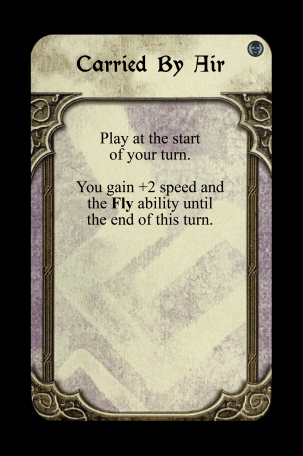 Carried By Air
Play at the start
of your turn.
You gain +2 speed and
the Fly ability until
the end of this turn.